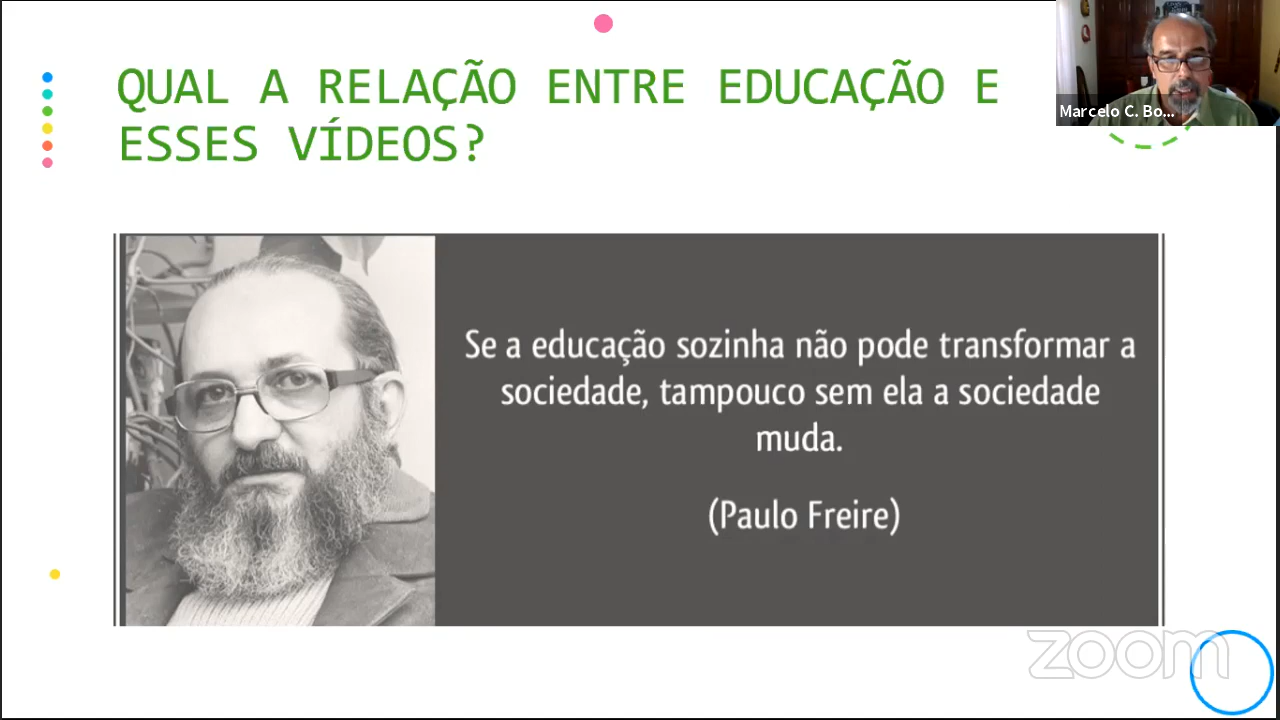 QUAL A RELAÇÃO ENTRE EDUCAÇÃO E
ESSES VÍDEOS?
Marcelo C. Bo...
Se a educação sozinha não pode transformar a
sociedade, tampouco sem ela a sociedade
muda.
(Paulo Freire)
zoom